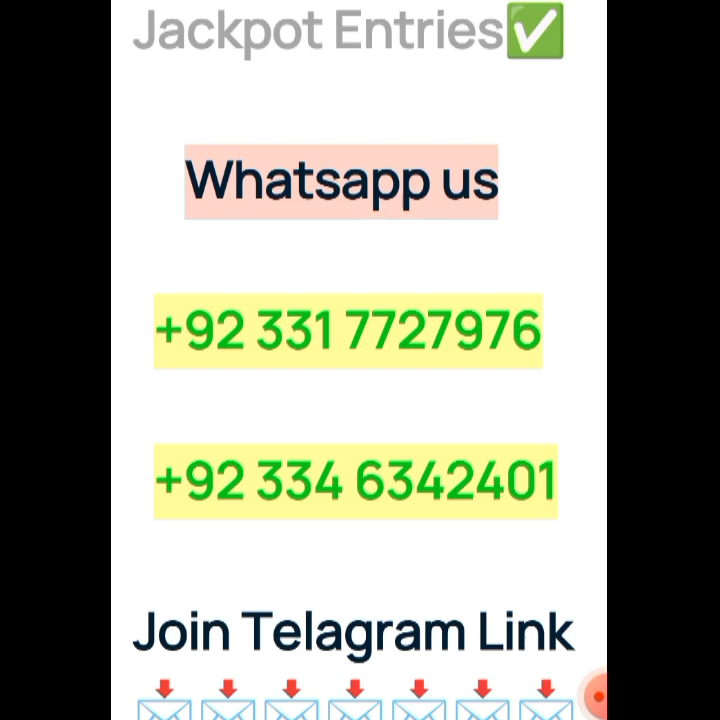 Jackpot Entries✅
Whatsapp us
+92 331 7727976
+92 334 6342401
Join Telagram Link